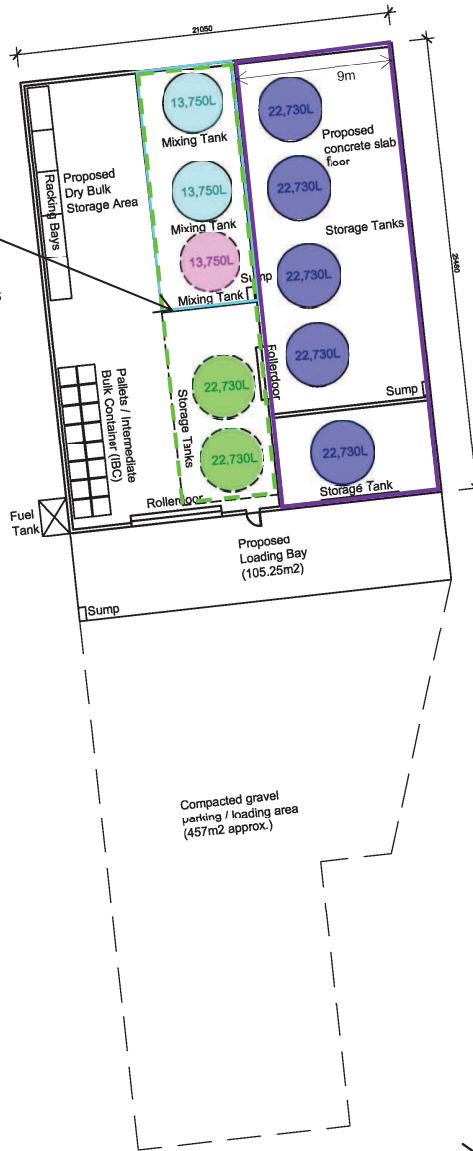 21050
9m
13,750L
Mixing Tank
22,730L
Proposed
concrete slab
floor
Proposed
Dry Bulk
Storage Area
Racking Bays
13,750L
Mixing Tank
22,730L
Storage Tanks
13,750L
Mixing Tank
Sump
22,730L
22,730L
Rollerdoor
Sump
Pallets / Intermediate
Bulk Container (IBC)
22,730L
Storage Tanks
22,730L
22,730L
Storage Tank
Rollerdoor
Fuel
Tank
Proposed
Loading Bay
(105.25m2)
Sump
Compacted gravel
parking / loading area
(457m2 approx.)